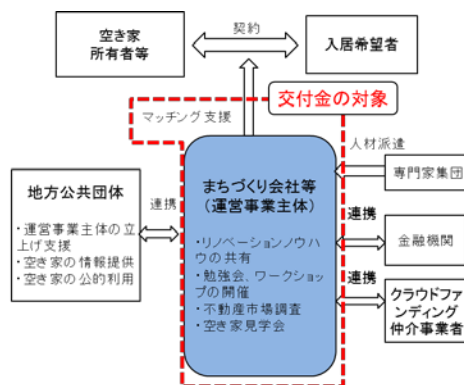 空き家
所有者等
契約
入居希望者
交付金の対象
マッチング支援
人材派遣
専門家集団
地方公共団体
・運営事業主体の立
上げ支援
・空き家の情報提供
・空き家の公的利用
連携
まちづくり会社等
(運営事業主体)
・リノベーションノウハ
ウの共有
・勉強会、ワークショッ
プの開催
・不動産市場調査
・空き家見学会
連携
金融機関
連携
クラウドファ
ンディング
仲介事業者